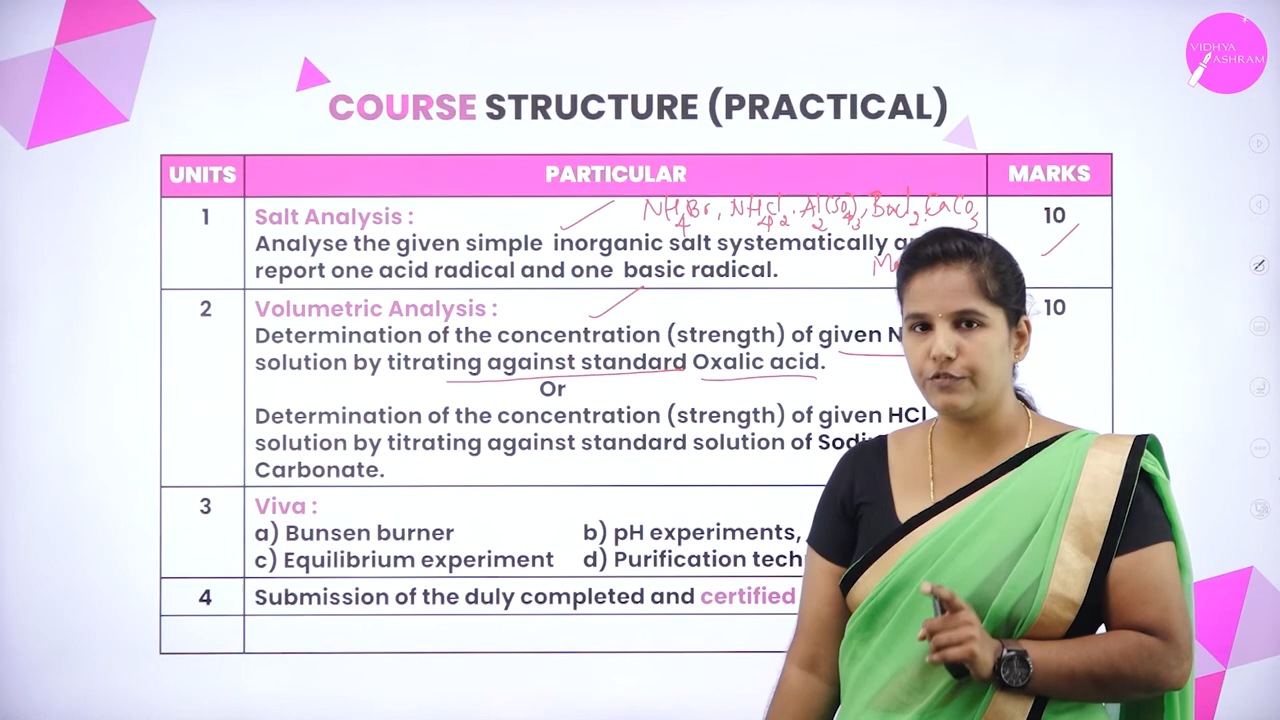 VIDHYA
ASHRAM
COURSE STRUCTURE (PRACTICAL)
UNITS PARTICULAR MARKS
1 Salt Analysis : 10
NH4Br, NH4Cl2, Al2(SO4)3, BaCl2, CaCO3
Analyse the given simple inorganic salt systematically
report one acid radical and one basic radical.
2 Volumetric Analysis : 10
Determination of the concentration (strength) of given
solution by titrating against standard Oxalic acid.
Or
Determination of the concentration (strength) of given HCl
solution by titrating against standard solution of
Carbonate.
3 Viva :
a) Bunsen burner b) pH experiments,
c) Equilibrium experiment d) Purification
4 Submission of the duly completed and certified